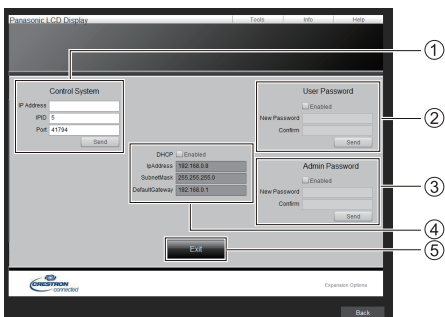 Panasonic LCD Display
Tools Info Help
①
Control System
IP Address
IPID 5
Port 41794
Send
User Password
Enabled
New Password
Confirm
Send
②
DHCP Enabled
IpAddress 192.168.0.8
SubnetMask 255.255.255.0
DefaultGateway 192.168.0.1
Admin Password
Enabled
New Password
Confirm
Send
③
④
Exit
⑤
CRESTRON
connected
Expansion Options
Back